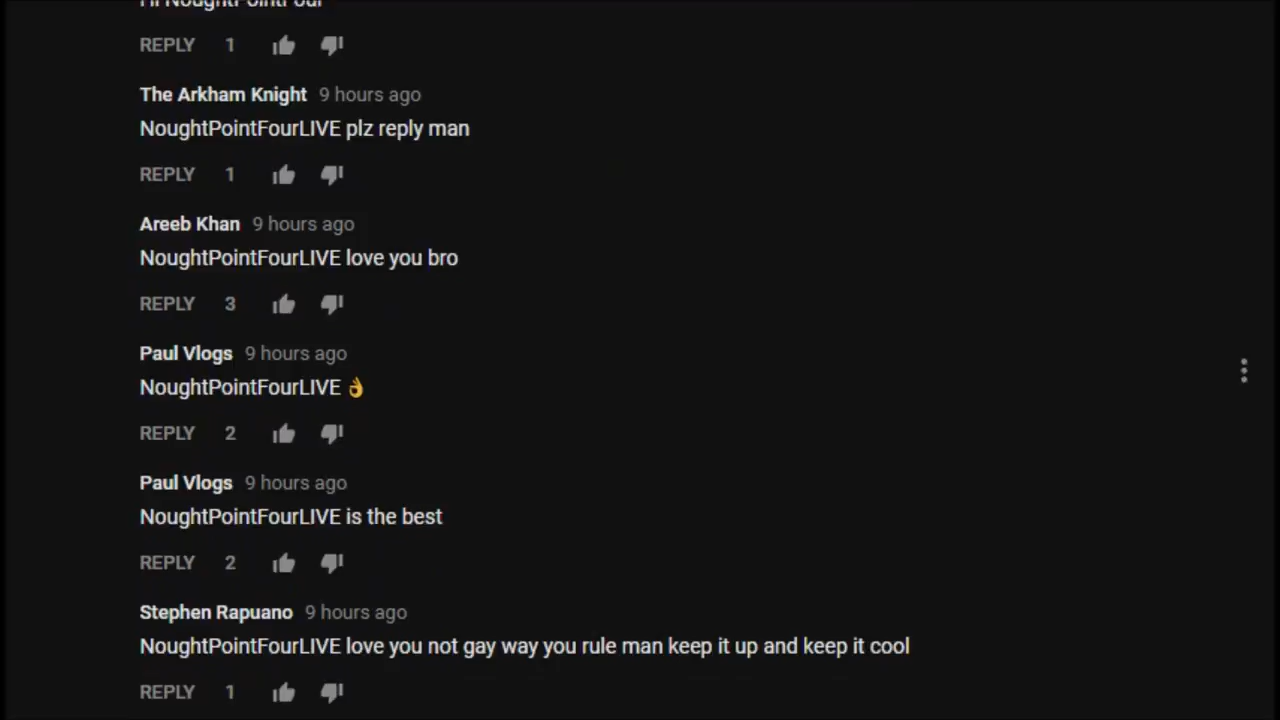 Hi NoughtPointFour
REPLY 1
The Arkham Knight 9 hours ago
NoughtPointFourLIVE plz reply man
REPLY 1
Areeb Khan 9 hours ago
NoughtPointFourLIVE love you bro
REPLY 3
Paul Vlogs 9 hours ago
NoughtPointFourLIVE 👌
REPLY 2
Paul Vlogs 9 hours ago
NoughtPointFourLIVE is the best
REPLY 2
Stephen Rapuano 9 hours ago
NoughtPointFourLIVE love you not gay way you rule man keep it up and keep it cool
REPLY 1